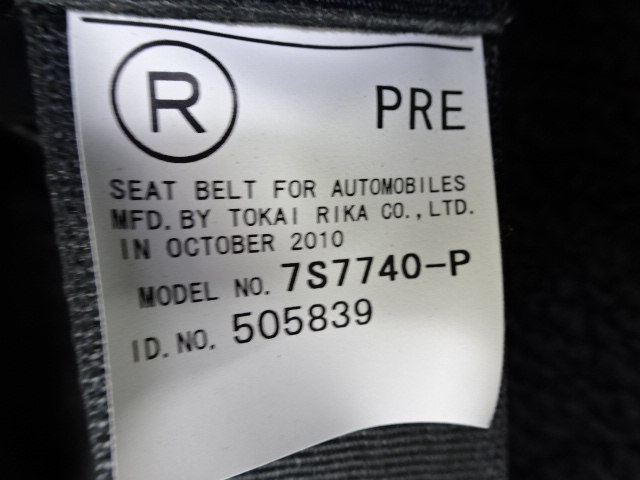 R PRE
SEAT BELT FOR AUTOMOBILES
MFD. BY TOKAI RIKA CO., LTD.
IN OCTOBER 2010
MODEL NO. 7S7740-P
ID. NO. 505839